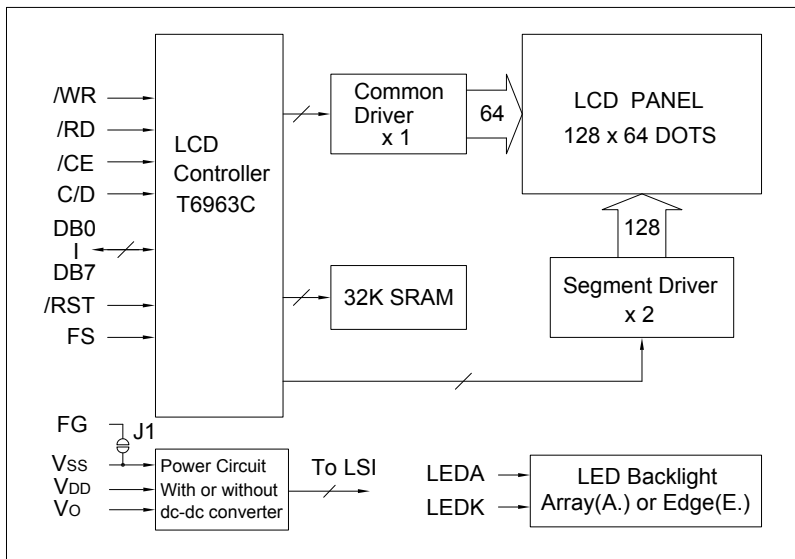 /WR
/RD
/CE
C/D
DB0
I
DB7
/RST
FS
LCD
Controller
T6963C
Common
Driver
x 1
64
LCD PANEL
128 x 64 DOTS
128
Segment Driver
x 2
32K SRAM
FG
J1
VSS
VDD
VO
Power Circuit
With or without
dc-dc converter
To LSI
LEDA
LEDK
LED Backlight
Array(A.) or Edge(E.)